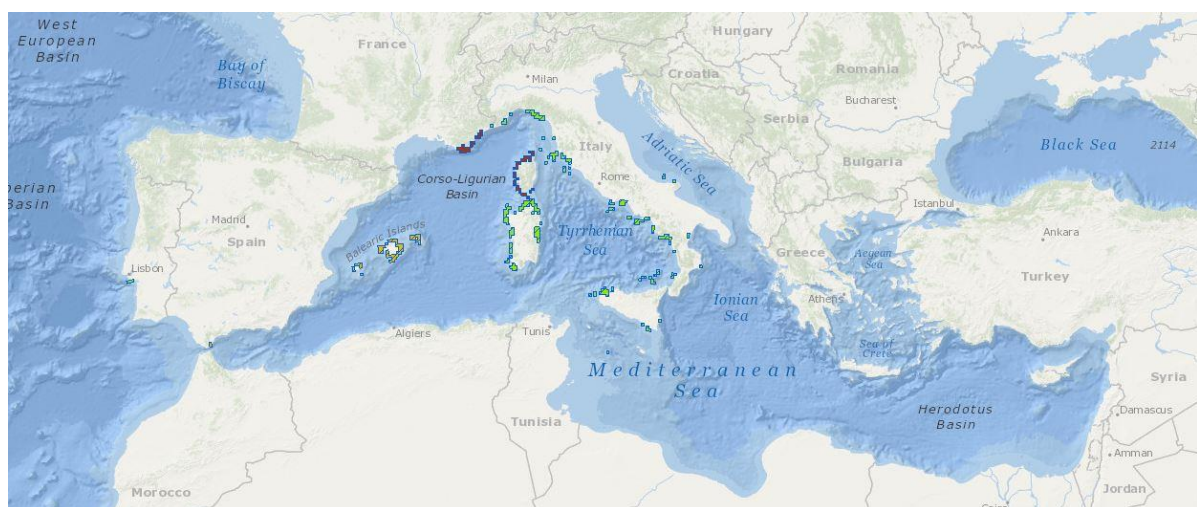 West
European
Basin
France
Bay of
Biscay
Hungary
Milan
Croatia
Romania
Bucharest
Serbia
Italy
Adriatic Sea
Black Sea
2114
Bulgaria
Corso-Ligurian
Basin
Rome
Istanbul
Basin
Madrid
Spain
Balearic Islands
Tyrrhenian
Sea
Greece
Aegean
Sea
Ankara
Turkey
Lisbon
Athens
Ionian
Sea
Algiers
Tunis
Sea of
Crete
Mediterranean
Sea
Syria
Damascus
Herodotus
Basin
Tunisia
Amman
Jordan
Morocco